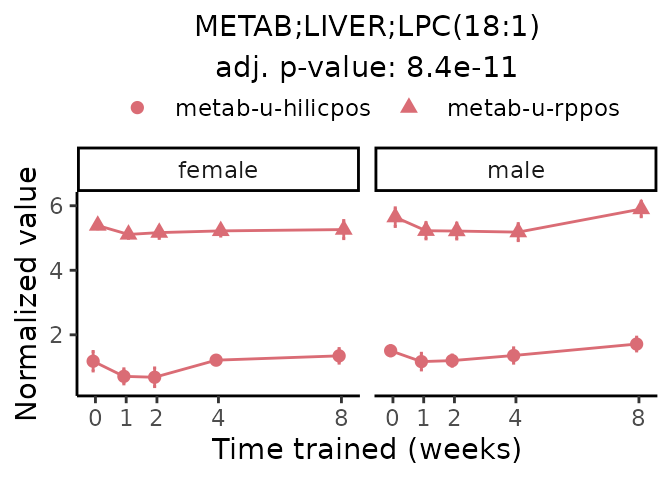 METAB;LIVER;LPC(18:1)
adj. p-value: 8.4e-11
metab-u-hilicpos metab-u-rppos
female male
Normalized value
6
4
2
0 1 2 4 8 0 1 2 4 8
Time trained (weeks)